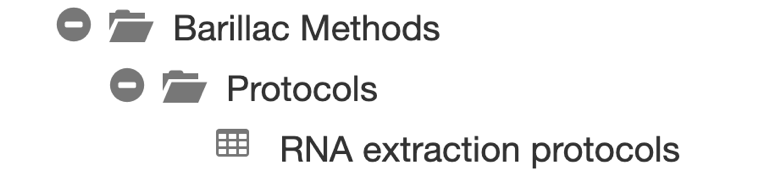 Barillac Methods
Protocols
RNA extraction protocols